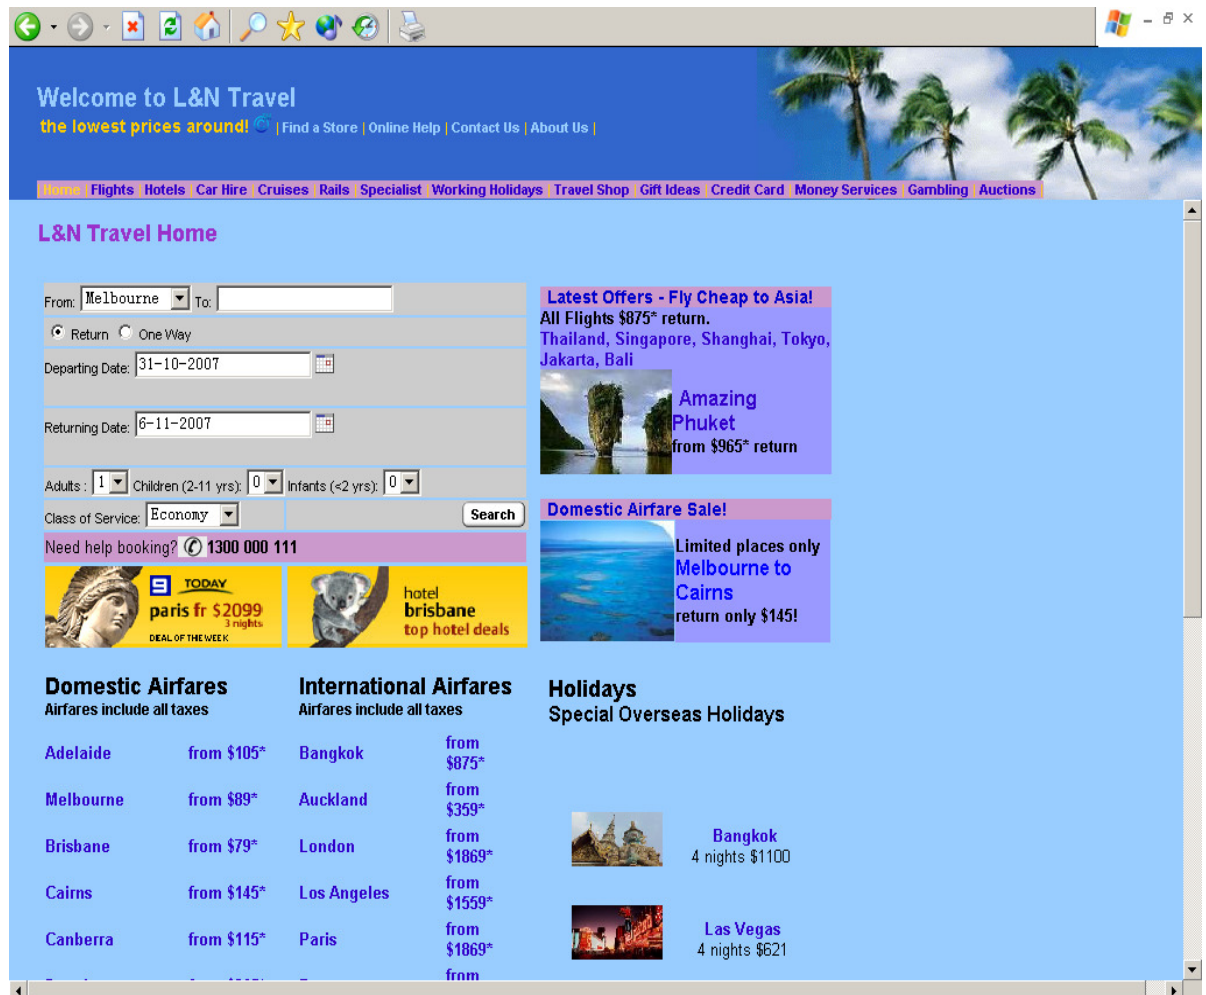 Welcome to L&N Travel
the lowest prices around! | Find a Store | Online Help | Contact Us | About Us |
| Home | Flights | Hotels | Car Hire | Cruises | Rails | Specialist | Working Holidays | Travel Shop | Gift Ideas | Credit Card | Money Services | Gambling | Auctions |
L&N Travel Home
From: Melbourne To:
Return One Way
Departing Date: 31-10-2007
Returning Date: 6-11-2007
Adults : 1 Children (2-11 yrs): 0 Infants (<2 yrs): 0
Class of Service: Economy Search
Need help booking? 1300 000 111
9 TODAY
paris fr $2099
3 nights
DEAL OF THE WEEK
hotel
brisbane
top hotel deals
Latest Offers - Fly Cheap to Asia!
All Flights $875* return.
Thailand, Singapore, Shanghai, Tokyo,
Jakarta, Bali
Amazing
Phuket
from $965* return
Domestic Airfare Sale!
Limited places only
Melbourne to
Cairns
return only $145!
Domestic Airfares
Airfares include all taxes
Adelaide from $105*
Melbourne from $89*
Brisbane from $79*
Cairns from $145*
Canberra from $115*
International Airfares
Airfares include all taxes
Bangkok from
$875*
Auckland from
$359*
London from
$1869*
Los Angeles from
$1559*
Paris from
$1869*
from
Holidays
Special Overseas Holidays
Bangkok
4 nights $1100
Las Vegas
4 nights $621